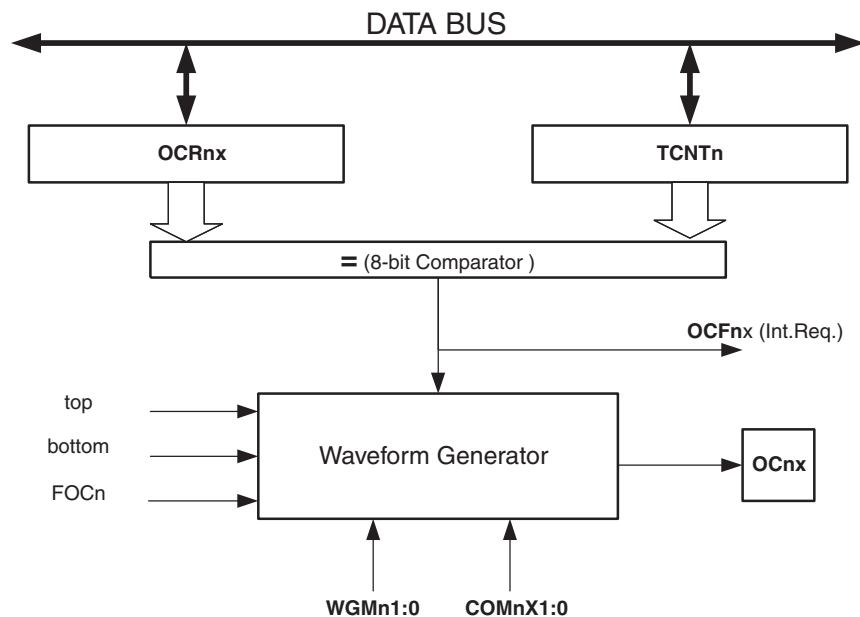 DATA BUS
OCRnx
TCNTn
= (8-bit Comparator )
OCFnx (Int.Req.)
top
bottom
FOCn
Waveform Generator
OCnx
WGMn1:0
COMnX1:0